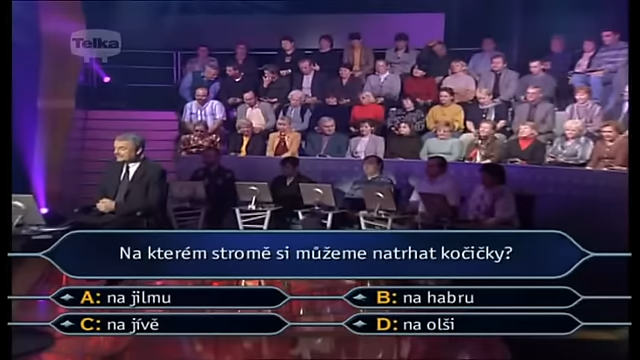 Telka
Na kterém stromě si můžeme natrhat kočičky?
A: na jilmu
B: na habru
C: na jívě
D: na olši